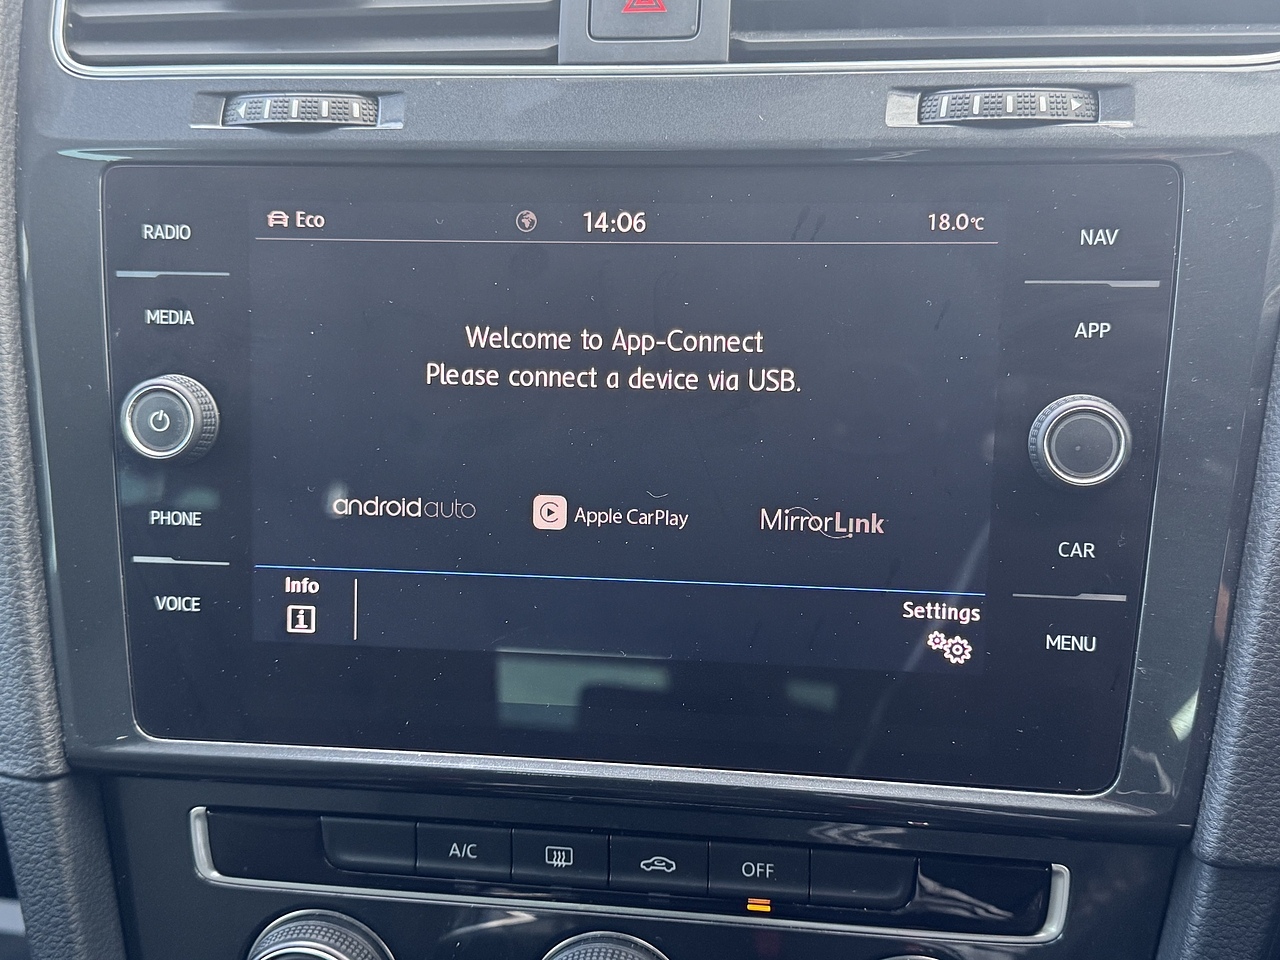 RADIO
MEDIA
PHONE
VOICE
Eco
14:06
18.0°C
Welcome to App-Connect
Please connect a device via USB.
androidauto
Apple CarPlay
MirrorLink
Info
Settings
NAV
APP
CAR
MENU
A/C
OFF